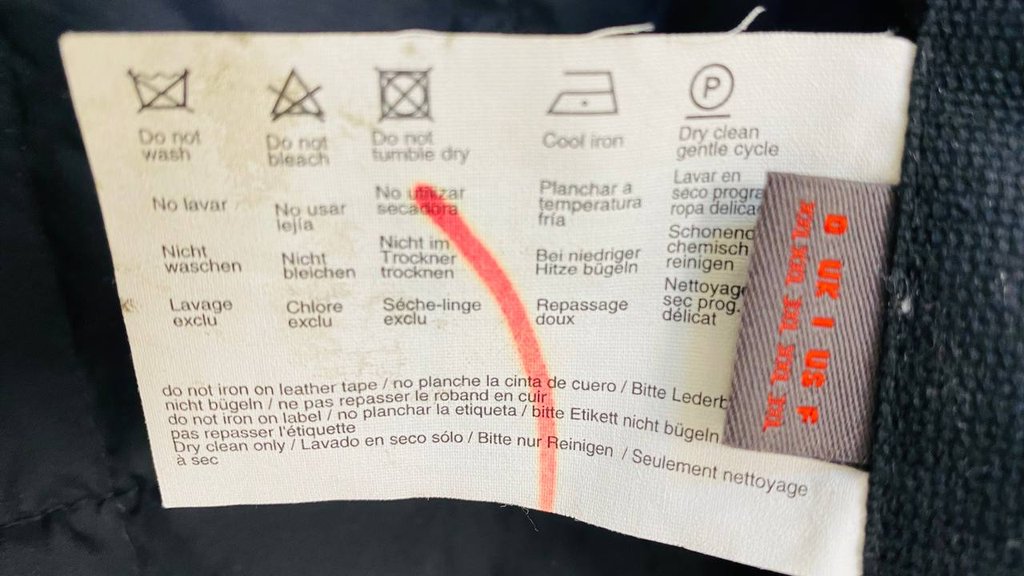 P
Do not
wash
Do not
bleach
Do not
tumble dry
Cool iron
Dry clean
gentle cycle
No lavar
No usar
lejía
No utilizar
secadora
Planchar a
temperatura
fría
Lavar en
seco progra
ropa delica
Nicht
waschen
Nicht
bleichen
Nicht im
Trockner
trocknen
Bei niedriger
Hitze bügeln
Schonend
chemisch
reinigen
Lavage
exclu
Chlore
exclu
Séche-linge
exclu
Repassage
doux
Nettoyage
sec prog.
délicat
do not iron on leather tape / no planche la cinta de cuero / Bitte Lederb
nicht bügeln / ne pas repasser le roband en cuir
do not iron on label / no planchar la etiqueta / bitte Etikett nicht bügeln
pas repasser l'étiquette
Dry clean only / Lavado en seco sólo / Bitte nur Reinigen / Seulement nettoyage
à sec
D UK I US F